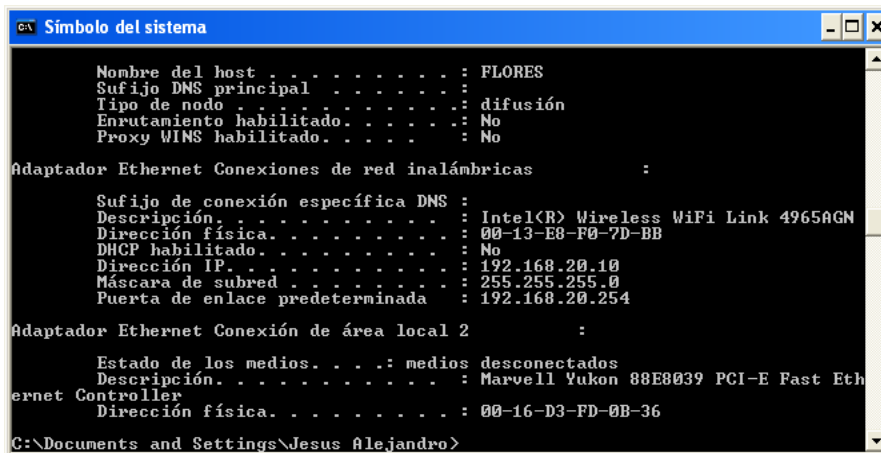 Símbolo del sistema
Nombre del host . . . . . . . . . : FLORES
Sufijo DNS principal  . . . . . . :
Tipo de nodo . . . . . . . . . . .: difusión
Enrutamiento habilitado. . . . . .: No
Proxy WINS habilitado. . . . .    : No
Adaptador Ethernet Conexiones de red inalámbricas          :
Sufijo de conexión específica DNS :
Descripción. . . . . . . . . . .  : Intel(R) Wireless WiFi Link 4965AGN
Dirección física. . . . . . . . . : 00-13-E8-F0-7D-BB
DHCP habilitado. . . . . . . . . : No
Dirección IP. . . . . . . . . . . : 192.168.20.10
Máscara de subred . . . . . . . . : 255.255.255.0
Puerta de enlace predeterminada   : 192.168.20.254
Adaptador Ethernet Conexión de área local 2          :
Estado de los medios. . . .: medios desconectados
Descripción. . . . . . . . . . .  : Marvell Yukon 88E8039 PCI-E Fast Eth
ernet Controller
Dirección física. . . . . . . . . : 00-16-D3-FD-0B-36
C:\Documents and Settings\Jesus Alejandro>